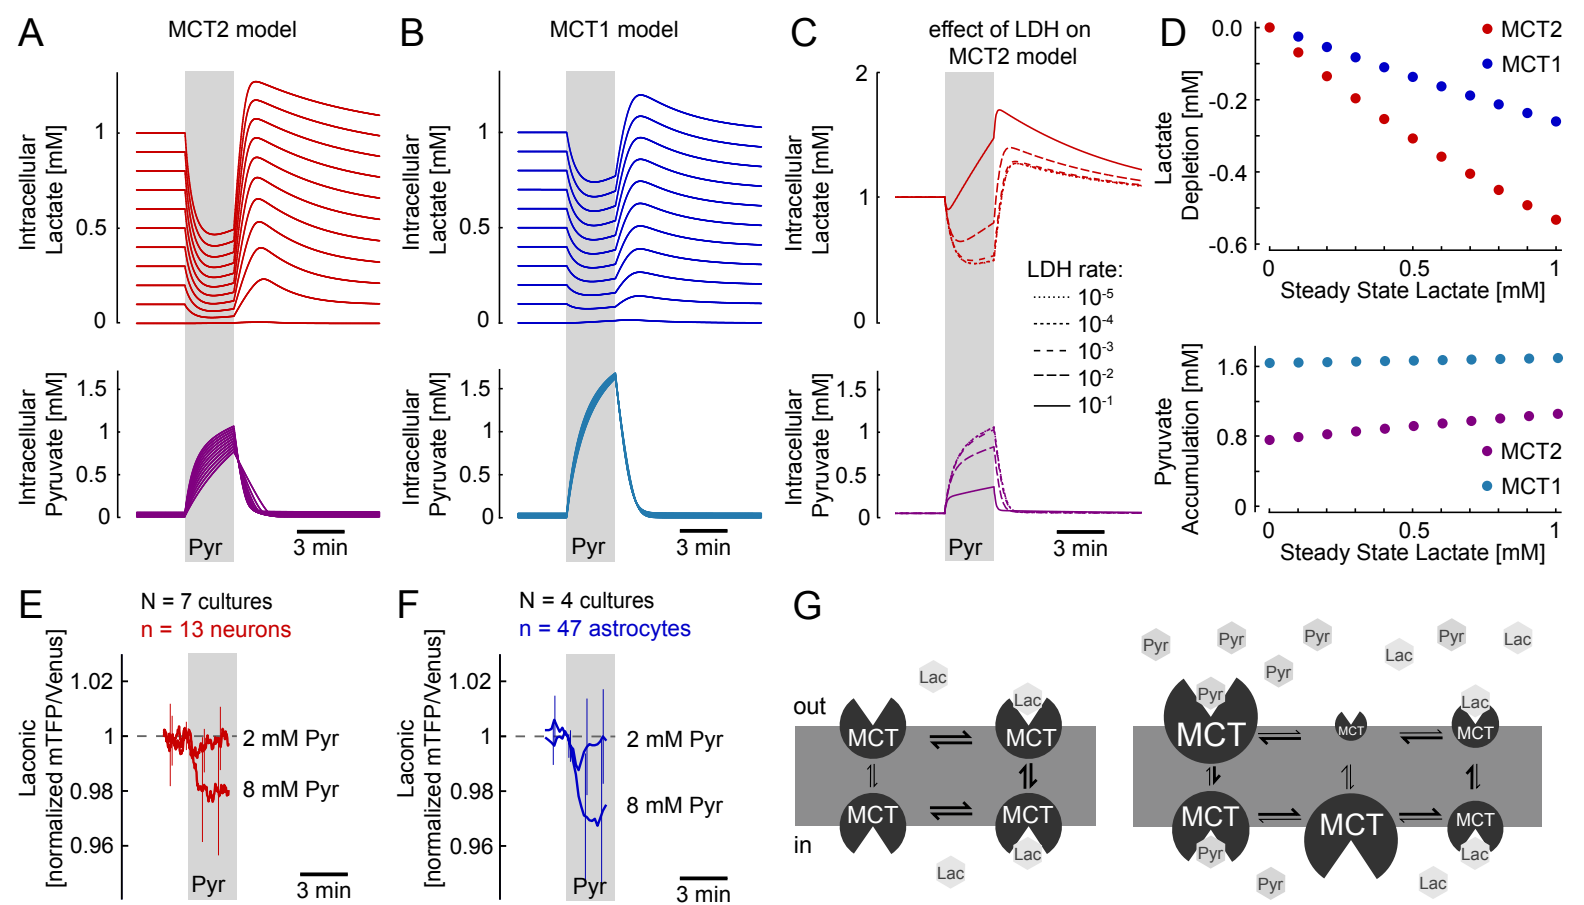 A
MCT2 model
Intracellular
Lactate [mM]
1
0.5
0
Intracellular
Pyruvate [mM]
1.5
1
0.5
0
Pyr
3 min
B
MCT1 model
Intracellular
Lactate [mM]
1
0.5
0
Intracellular
Pyruvate [mM]
1.5
1
0.5
0
Pyr
3 min
C
effect of LDH on
MCT2 model
Intracellular
Lactate [mM]
2
1
0
LDH rate:
10-5
10-4
10-3
10-2
10-1
Intracellular
Pyruvate [mM]
1.5
1
0.5
0
Pyr
3 min
D
Lactate
Depletion [mM]
0.0
-0.2
-0.4
-0.6
MCT2
MCT1
0
0.5
1
Steady State Lactate [mM]
Pyruvate
Accumulation [mM]
1.6
0.8
0
MCT2
MCT1
0
0.5
1
Steady State Lactate [mM]
E
N = 7 cultures
n = 13 neurons
Laconic
[normalized mTFP/Venus]
1.02
1
0.98
0.96
2 mM Pyr
8 mM Pyr
Pyr
3 min
F
N = 4 cultures
n = 47 astrocytes
Laconic
[normalized mTFP/Venus]
1.02
1
0.98
0.96
2 mM Pyr
8 mM Pyr
Pyr
3 min
G
out
in
Lac
Lac
MCT
MCT
MCT
MCT
Lac
Lac
Pyr
Pyr
Pyr
Pyr
Lac
Pyr
Lac
Pyr
MCT
MCT
Lac
MCT
MCT
Pyr
MCT
MCT
Lac
Pyr
Lac